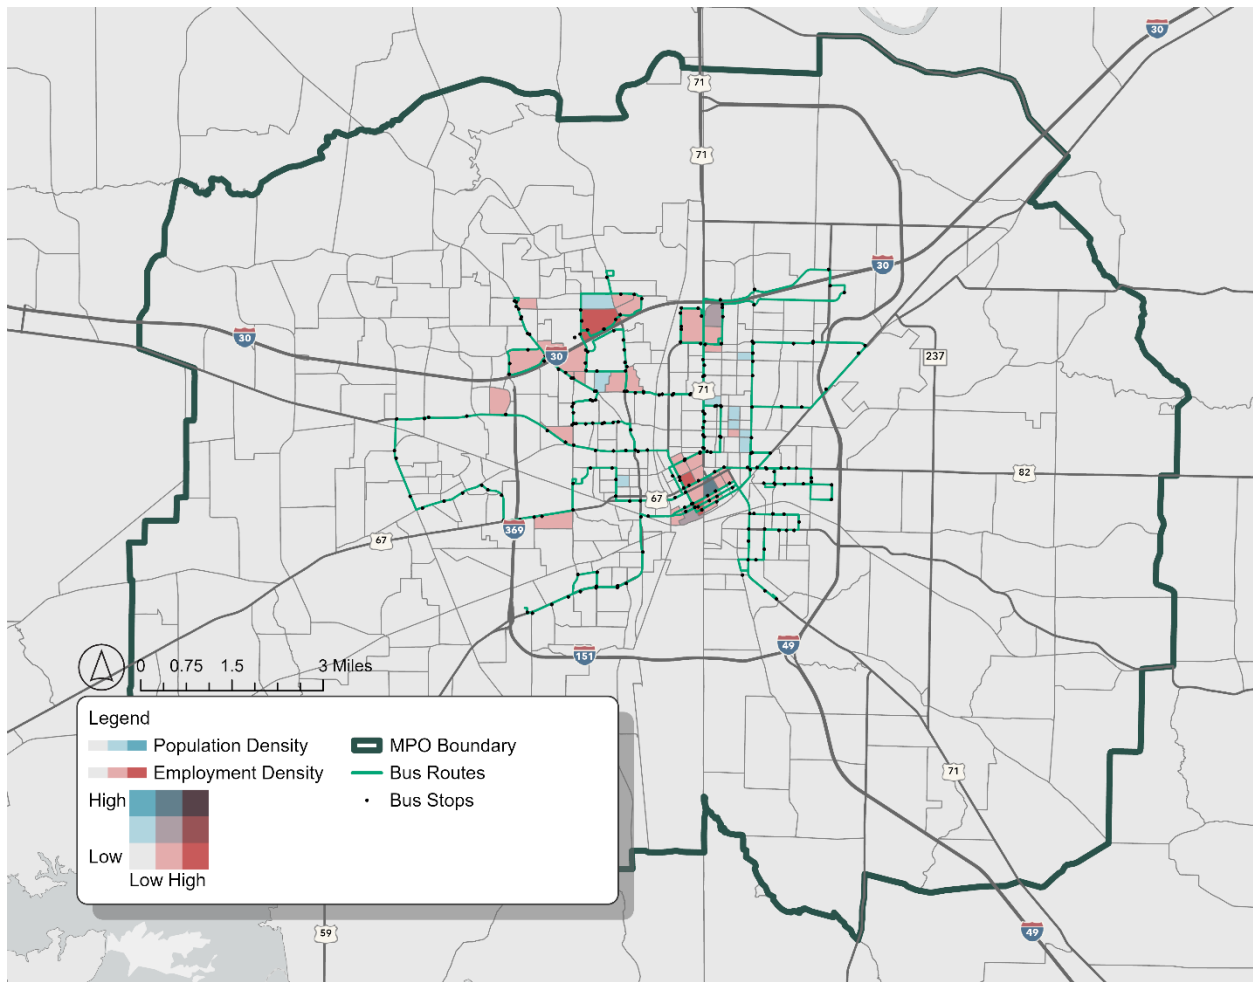 30
71
71
30
30
30
237
71
82
67
369
67
151
49
0 0.75 1.5 3 Miles
Legend
Population Density
MPO Boundary
Employment Density
Bus Routes
High
Bus Stops
Low
Low High
71
59
49